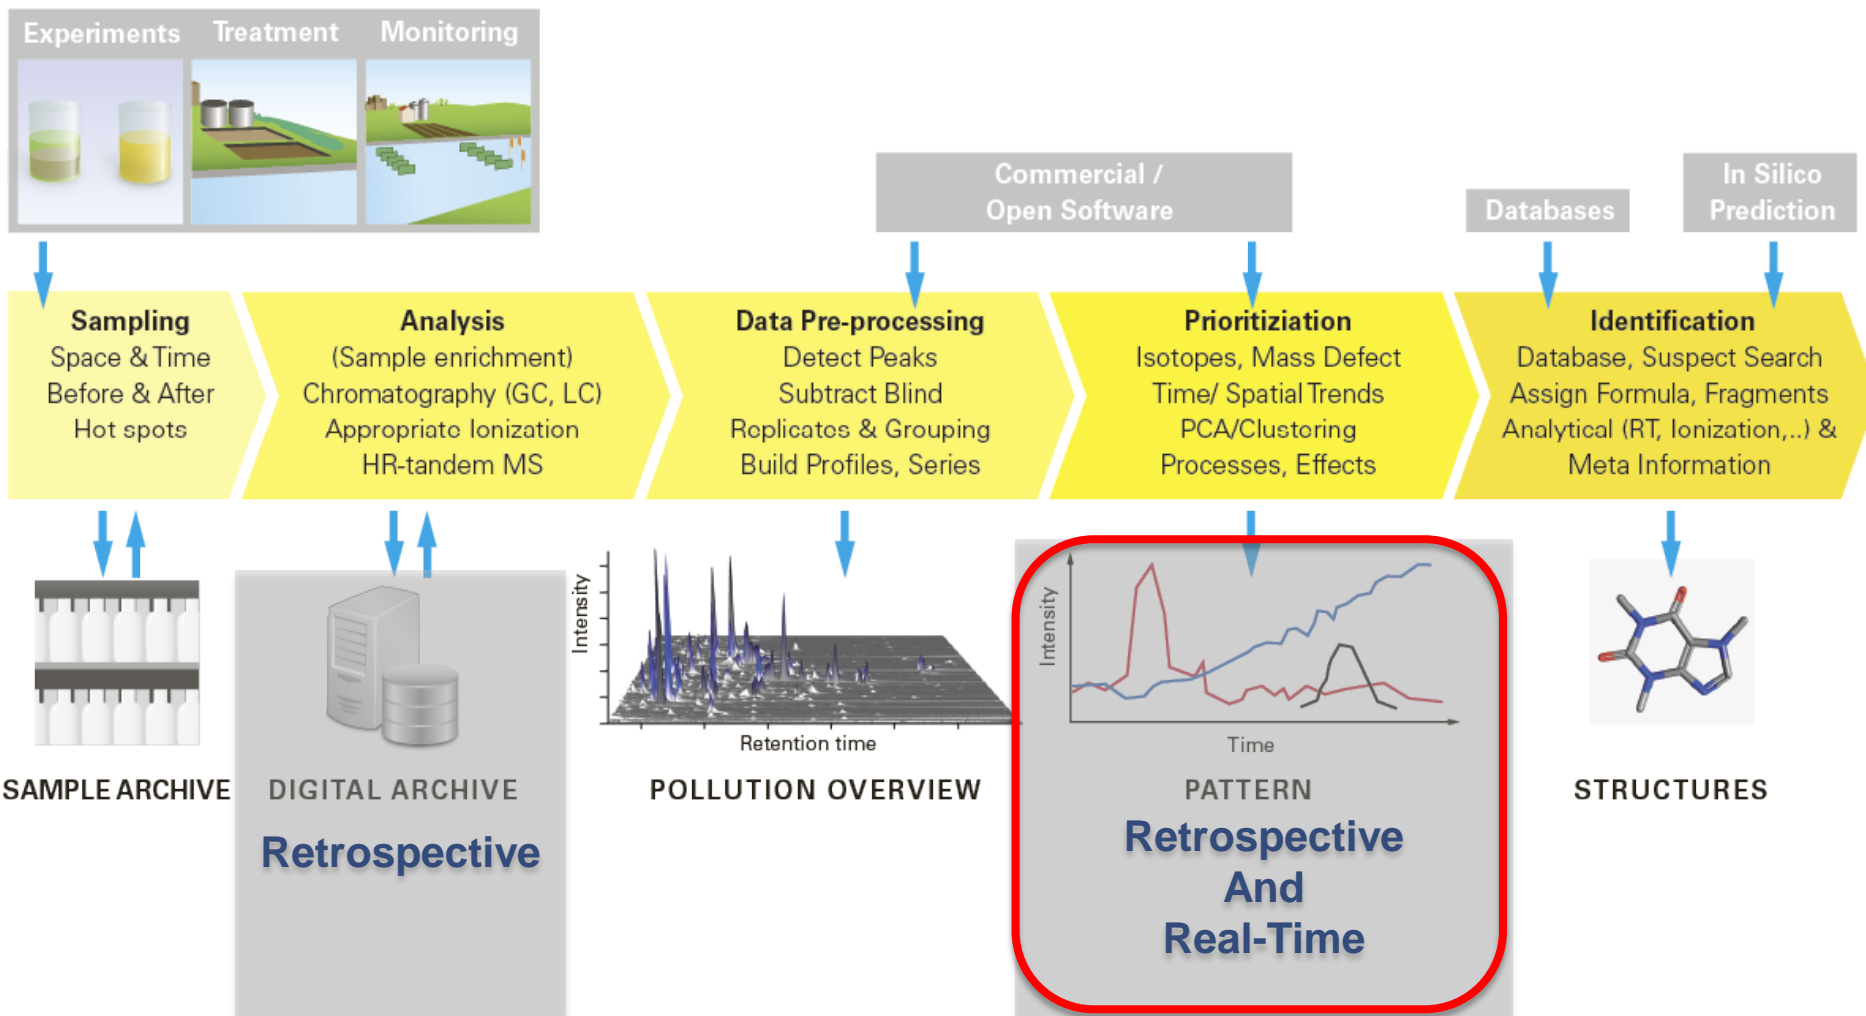 Experiments Treatment Monitoring
Commercial /
Open Software
Databases
In Silico
Prediction
Sampling
Space & Time
Before & After
Hot spots
Analysis
(Sample enrichment)
Chromatography (GC, LC)
Appropriate Ionization
HR-tandem MS
Data Pre-processing
Detect Peaks
Subtract Blind
Replicates & Grouping
Build Profiles, Series
Prioritiziation
Isotopes, Mass Defect
Time/ Spatial Trends
PCA/Clustering
Processes, Effects
Identification
Database, Suspect Search
Assign Formula, Fragments
Analytical (RT, Ionization,..) &
Meta Information
SAMPLE ARCHIVE
DIGITAL ARCHIVE
Retrospective
Intensity
Retention time
POLLUTION OVERVIEW
Intensity
Time
PATTERN
Retrospective
And
Real-Time
STRUCTURES